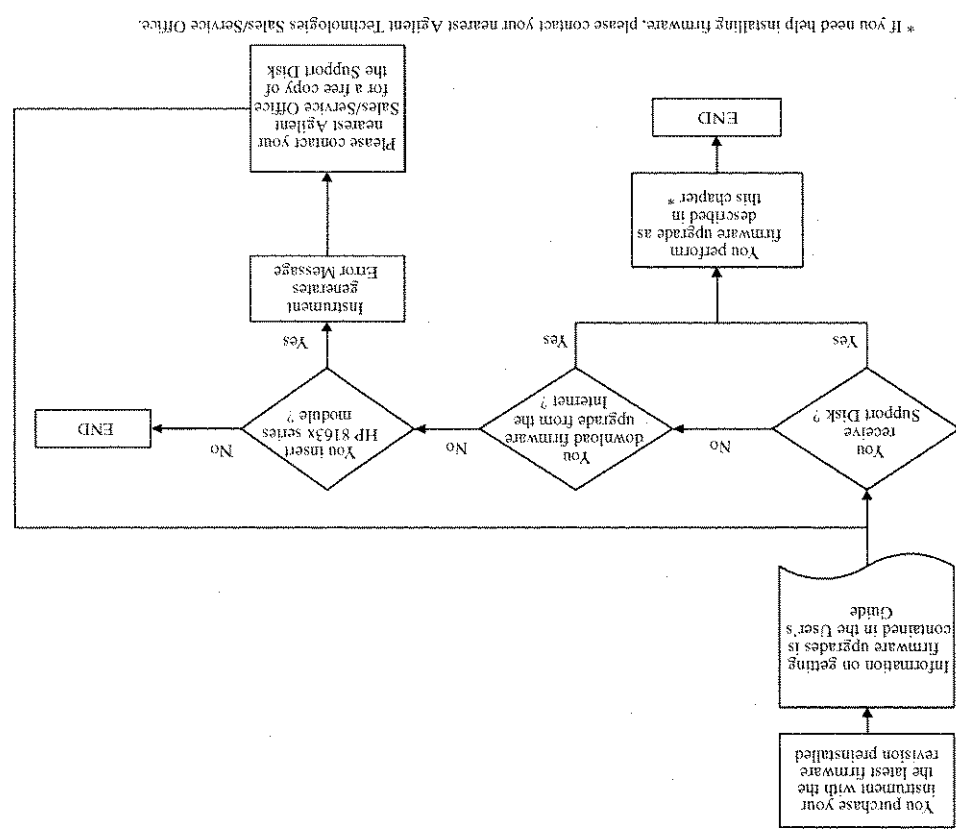 You purchase your
instrument with the
the latest firmware
revision preinstalled
Information on getting
firmware upgrades is
contained in the User's
Guide
You
receive
Support Disk ?
No
You
download firmware
upgrade from the
Internet ?
No
You insert
HP 8163x series
module ?
No
END
Yes
Yes
Yes
You perform
firmware upgrade as
described in
this chapter *
Instrument
generates
Error Message
END
Please contact your
nearest Agilent
Sales/Service Office
for a free copy of
the Support Disk
* If you need help installing firmware, please contact your nearest Agilent Technologies Sales/Service Office.